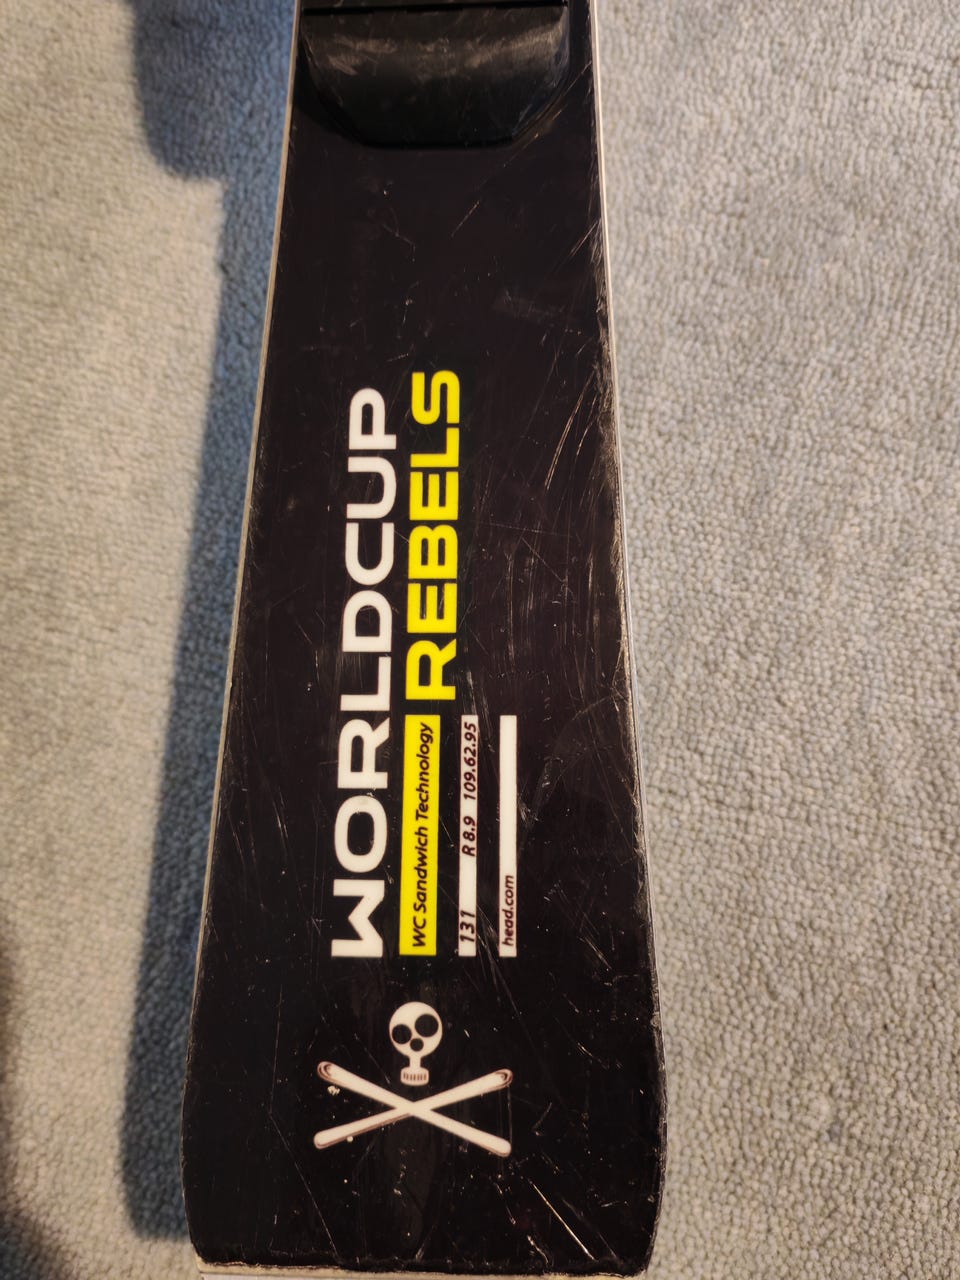 WORLDCUP
REBELS
WC Sandwich Technology
131 R 8.9 109.62.95
head.com